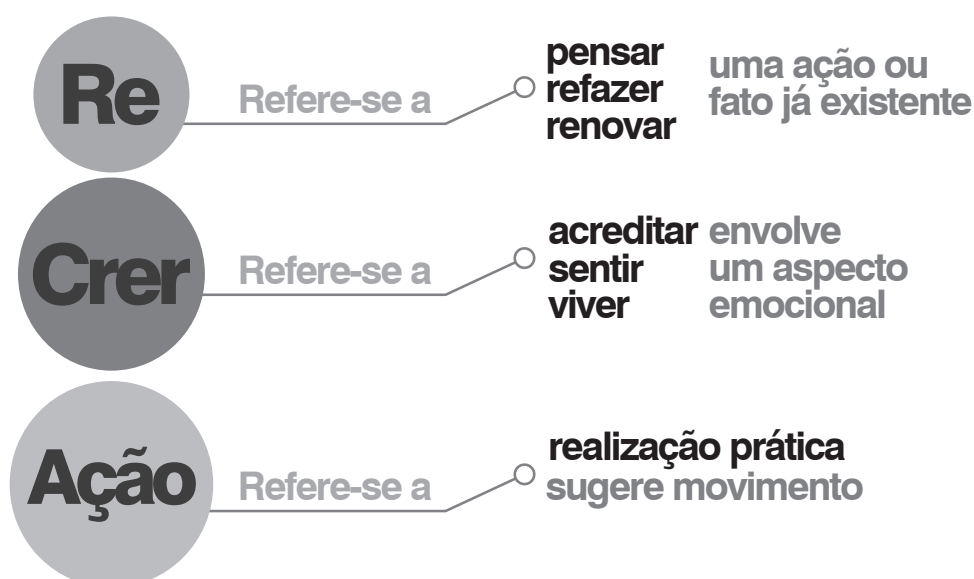 Re
Refere-se a
pensar
refazer
renovar
uma ação ou
fato já existente
Crer
Refere-se a
acreditar
sentir
viver
envolve
um aspecto
emocional
Ação
Refere-se a
realização prática
sugere movimento